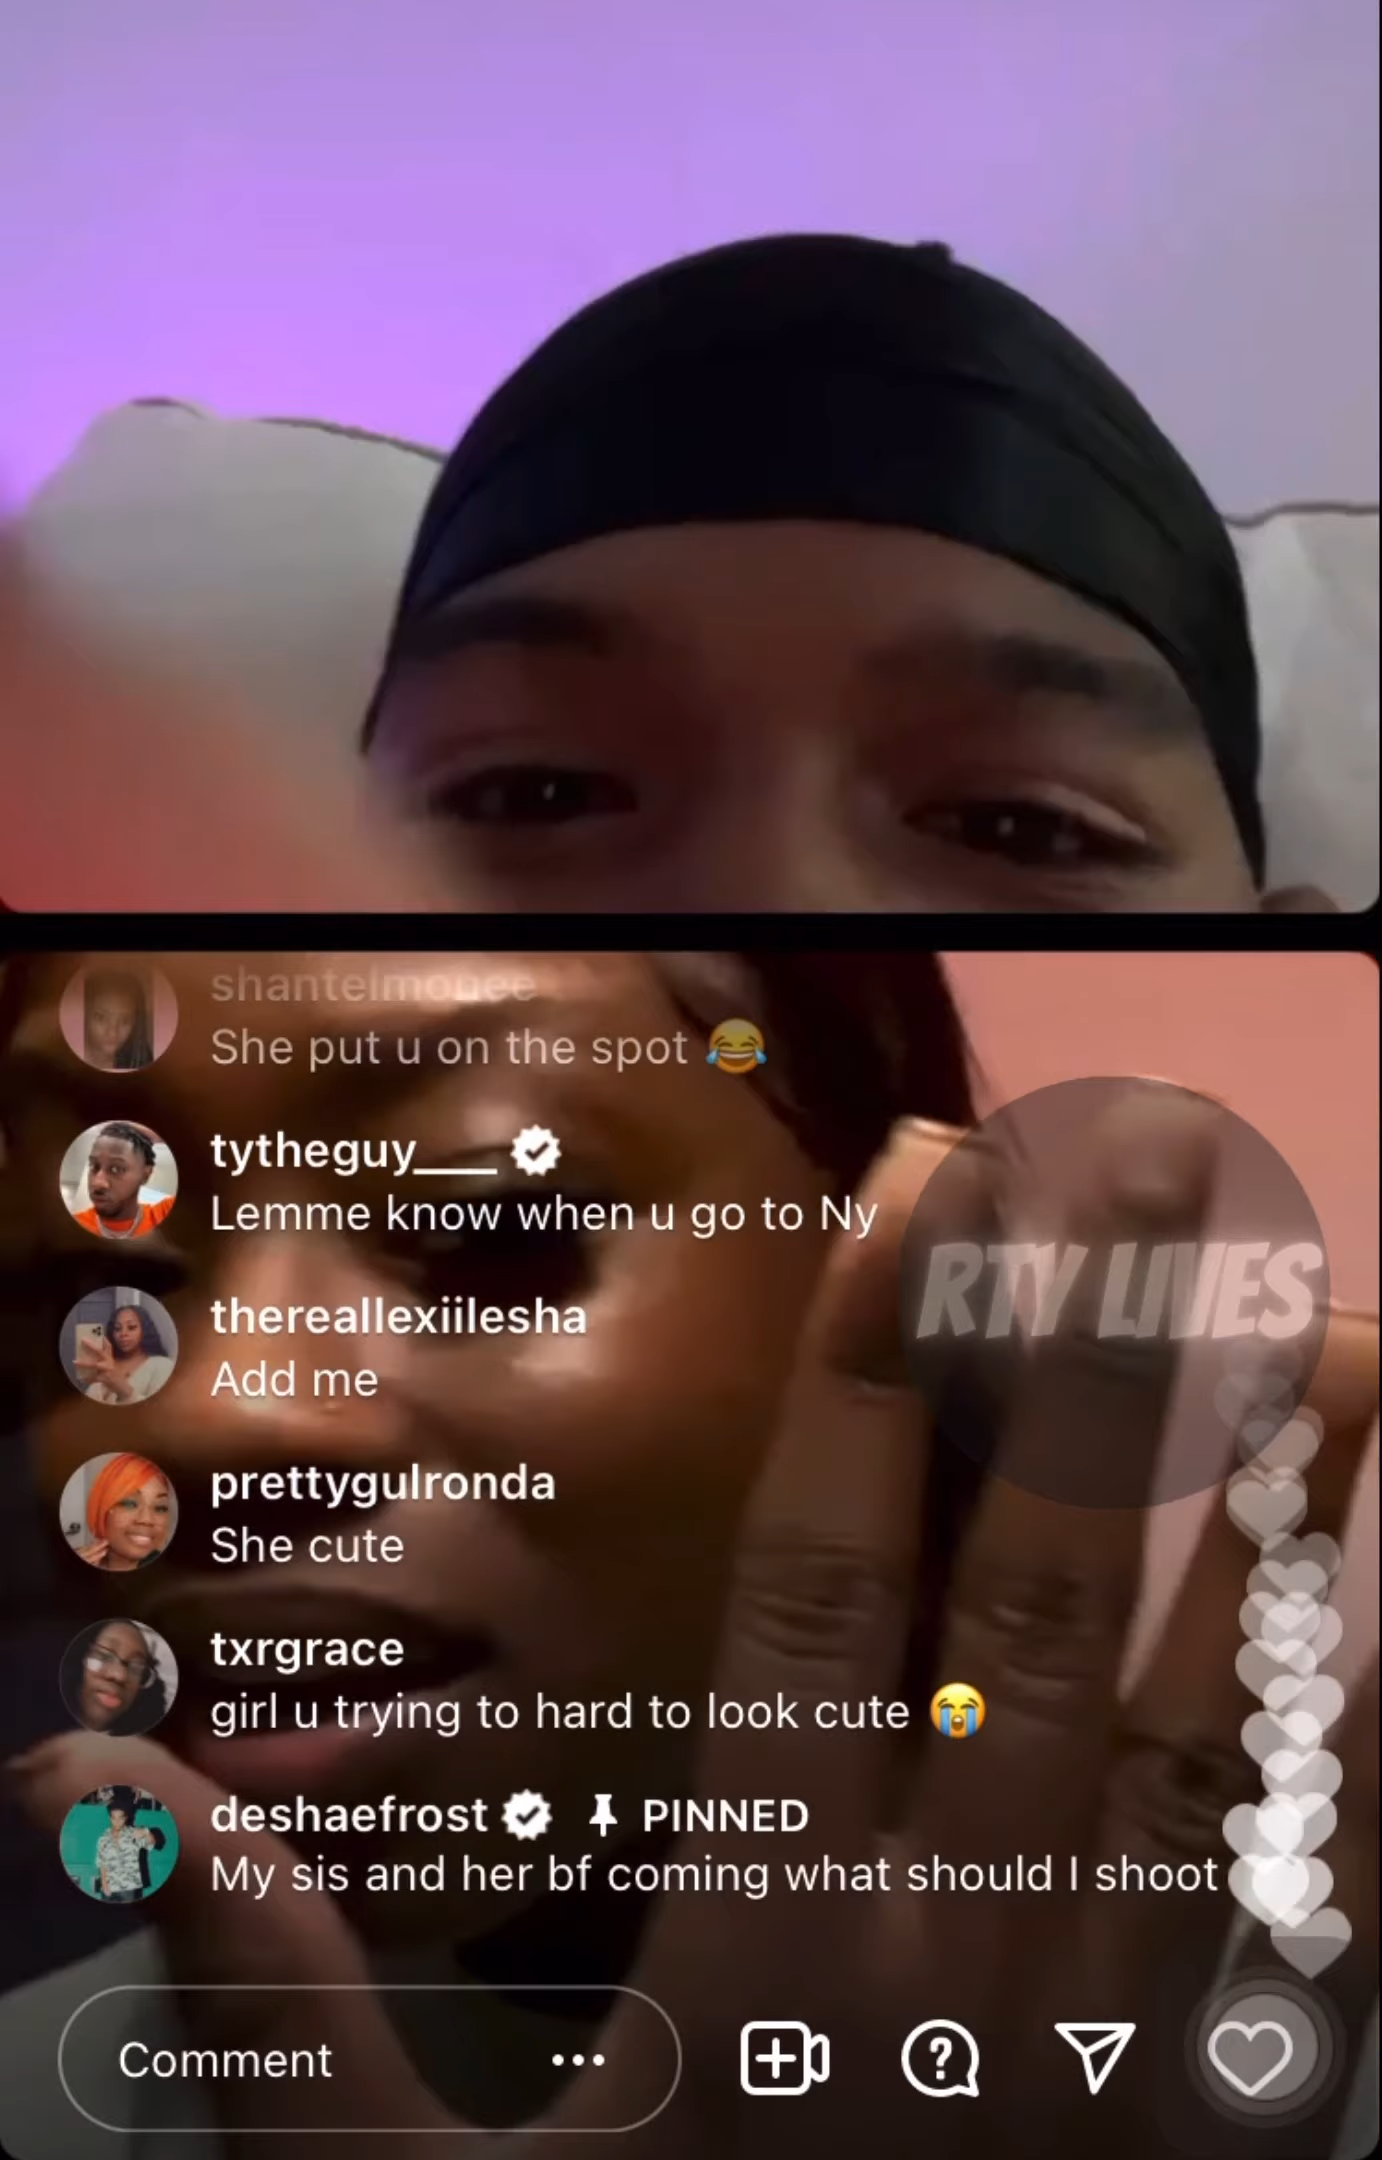 shantelmonee
She put u on the spot 😂
tytheguy___
Lemme know when u go to Ny
RTY LIVES
thereallexiilesha
Add me
prettygulronda
She cute
txrgrace
girl u trying to hard to look cute 😭
deshaefrost PINNED
My sis and her bf coming what should I shoot
Comment